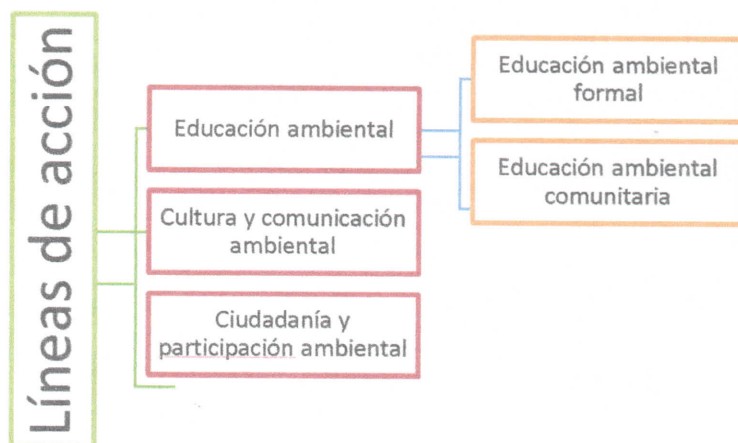 Líneas de acción
Educación ambiental
Cultura y comunicación
ambiental
Ciudadanía y
participación ambiental
Educación ambiental
formal
Educación ambiental
comunitaria